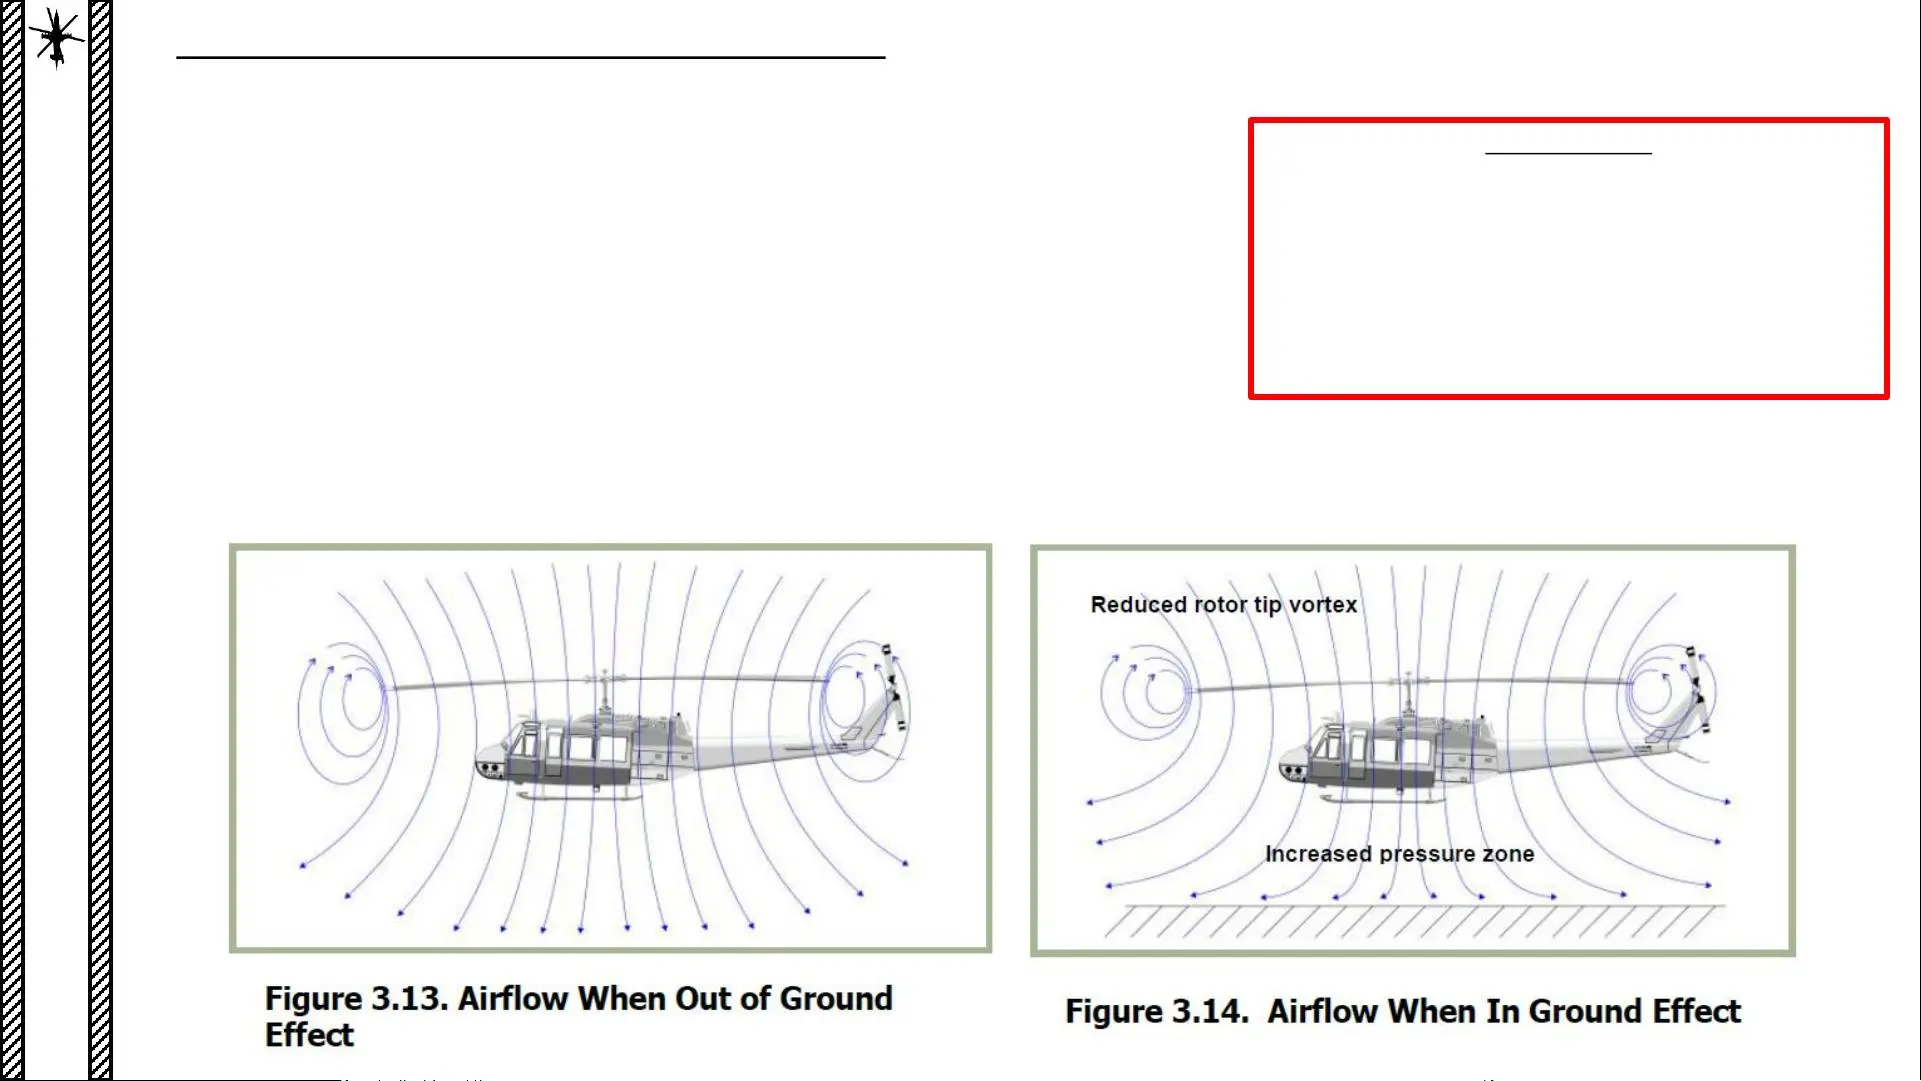 Reduced rotor tip vortex
Increased pressure zone
Figure 3.13. Airflow When Out of Ground
Effect
Figure 3.14. Airflow When In Ground Effect